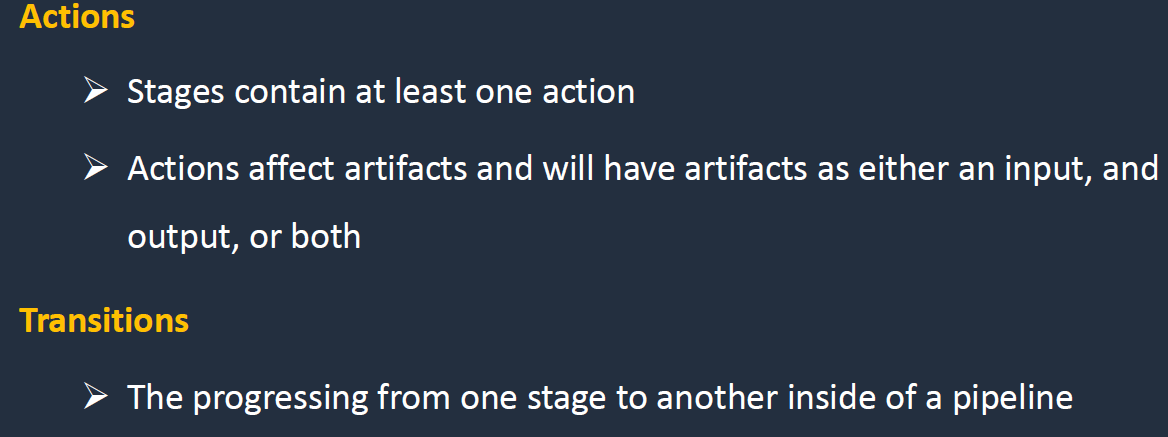 Actions
➢ Stages contain at least one action
➢ Actions affect artifacts and will have artifacts as either an input, and
output, or both
Transitions
➢ The progressing from one stage to another inside of a pipeline